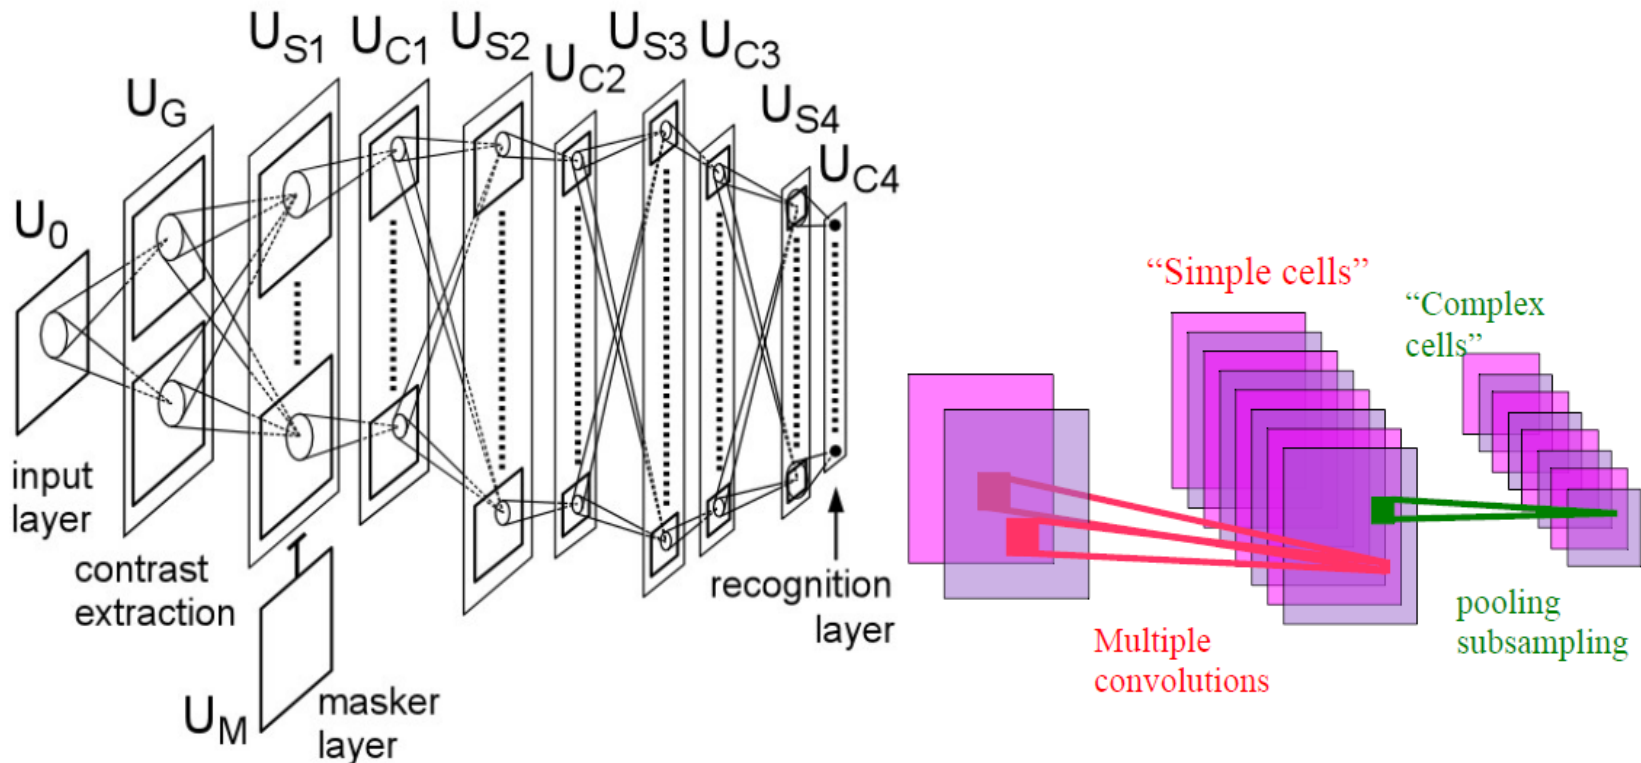 U_0
U_G
U_S1
U_C1
U_S2
U_C2
U_S3
U_C3
U_S4
U_C4
input
layer
contrast
extraction
U_M
masker
layer
recognition
layer
“Simple cells”
“Complex
cells”
Multiple
convolutions
pooling
subsampling